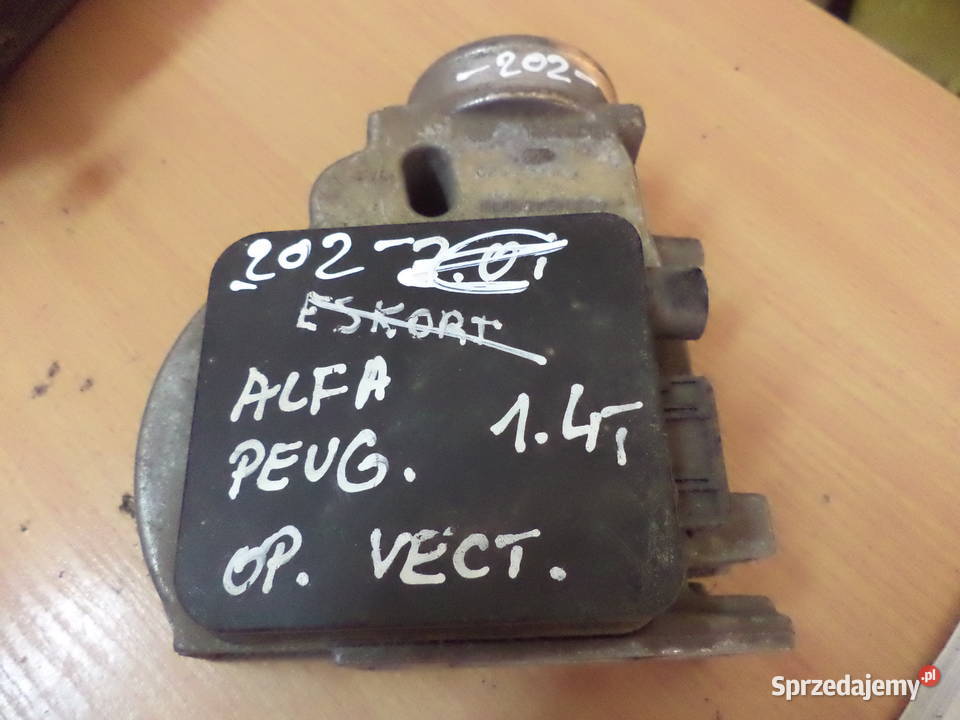 -202-
202-2.0i
ESKORT
ALFA
PEUG. 1.4i
OP. VECT.
Sprzedajemy.pl